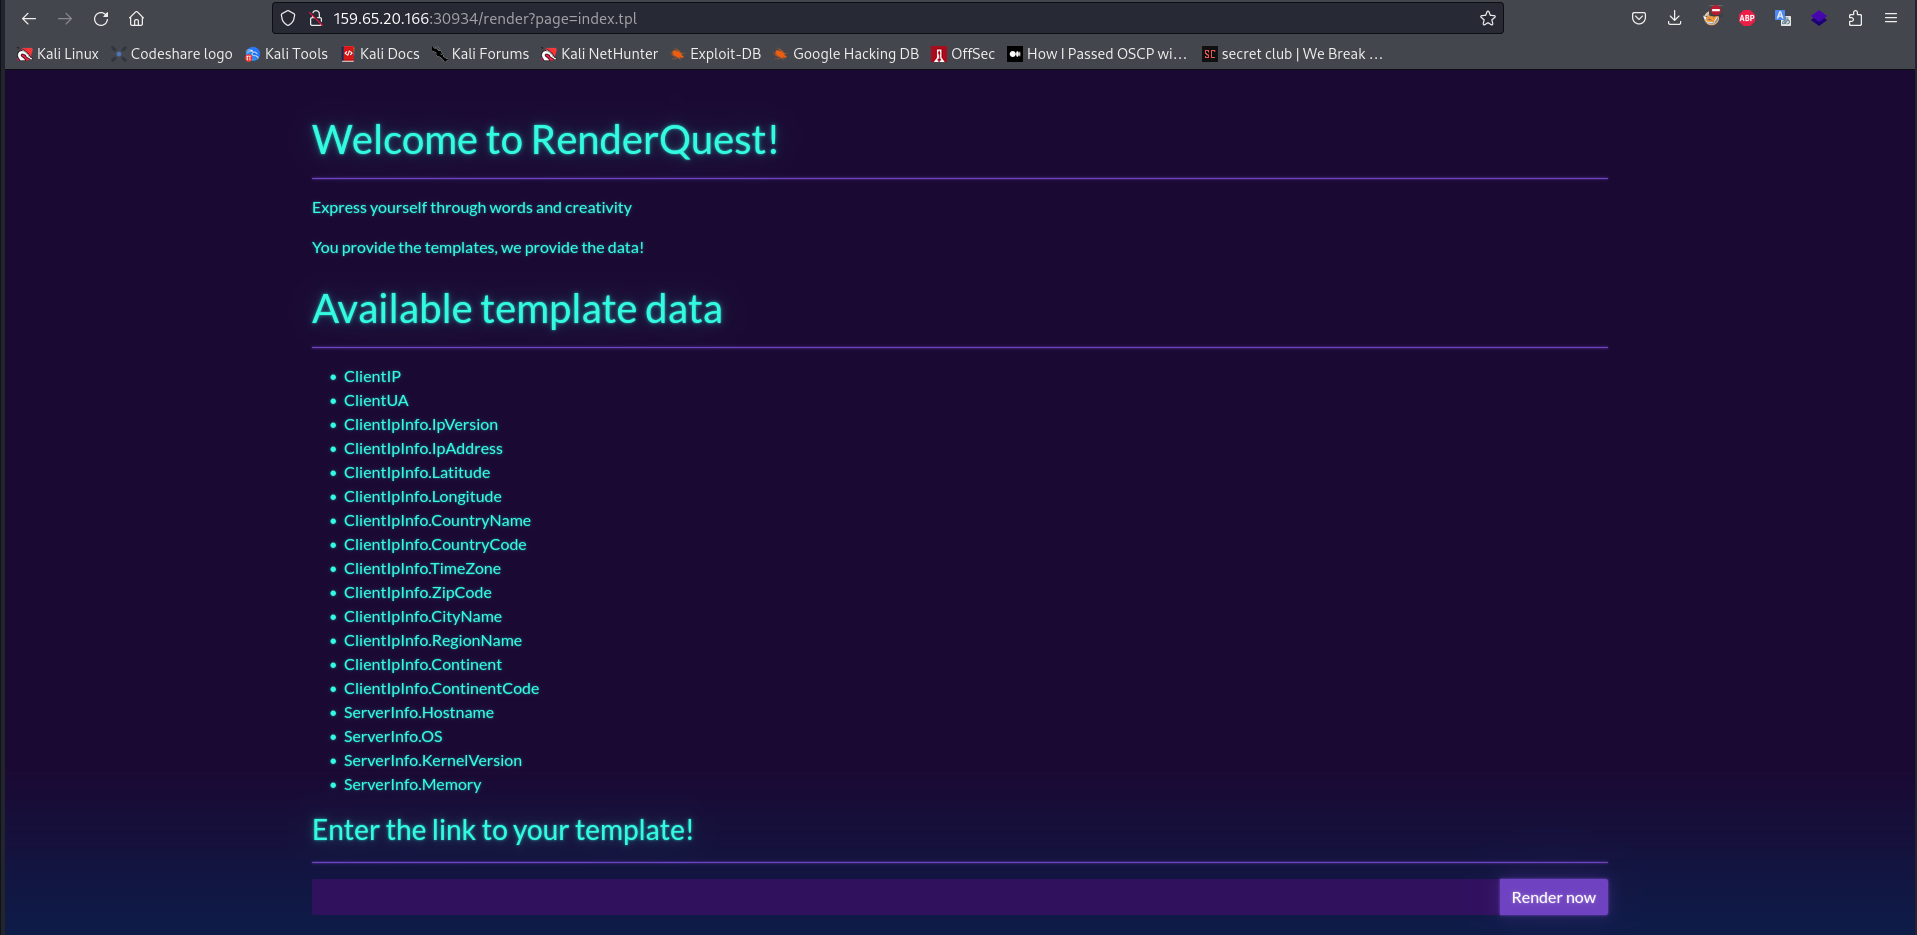 159.65.20.166:30934/render?page=index.tpl
Kali Linux Codeshare logo Kali Tools Kali Docs Kali Forums Kali NetHunter Exploit-DB Google Hacking DB OffSec How I Passed OSCP wi… secret club | We Break …
Welcome to RenderQuest!
Express yourself through words and creativity
You provide the templates, we provide the data!
Available template data
ClientIP
ClientUA
ClientIpInfo.IpVersion
ClientIpInfo.IpAddress
ClientIpInfo.Latitude
ClientIpInfo.Longitude
ClientIpInfo.CountryName
ClientIpInfo.CountryCode
ClientIpInfo.TimeZone
ClientIpInfo.ZipCode
ClientIpInfo.CityName
ClientIpInfo.RegionName
ClientIpInfo.Continent
ClientIpInfo.ContinentCode
ServerInfo.Hostname
ServerInfo.OS
ServerInfo.KernelVersion
ServerInfo.Memory
Enter the link to your template!
Render now